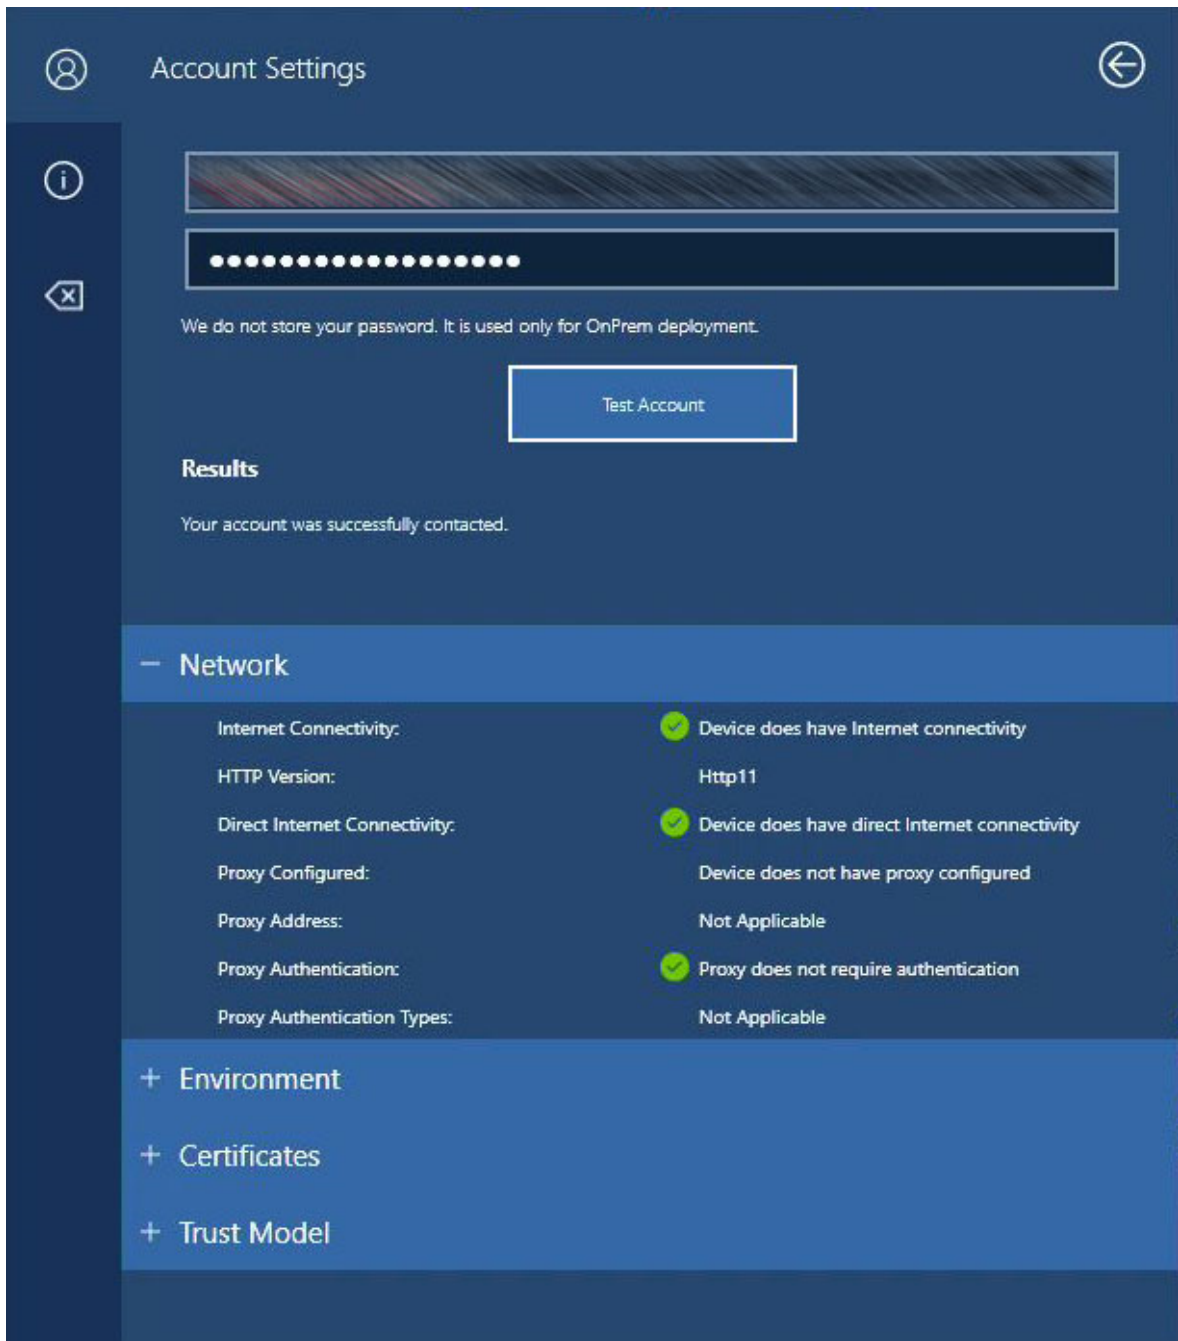 Account Settings
We do not store your password. It is used only for OnPrem deployment.
Test Account
Results
Your account was successfully contacted.
Network
Internet Connectivity: Device does have Internet connectivity
HTTP Version: Http11
Direct Internet Connectivity: Device does have direct Internet connectivity
Proxy Configured: Device does not have proxy configured
Proxy Address: Not Applicable
Proxy Authentication: Proxy does not require authentication
Proxy Authentication Types: Not Applicable
Environment
Certificates
Trust Model